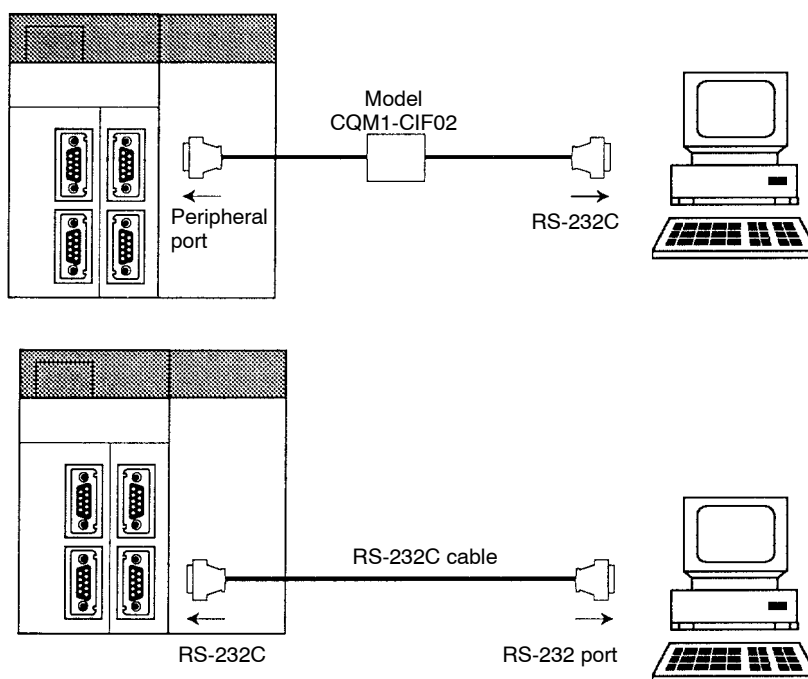 Model
CQM1-CIF02
Peripheral
port
RS-232C
RS-232C cable
RS-232C
RS-232 port